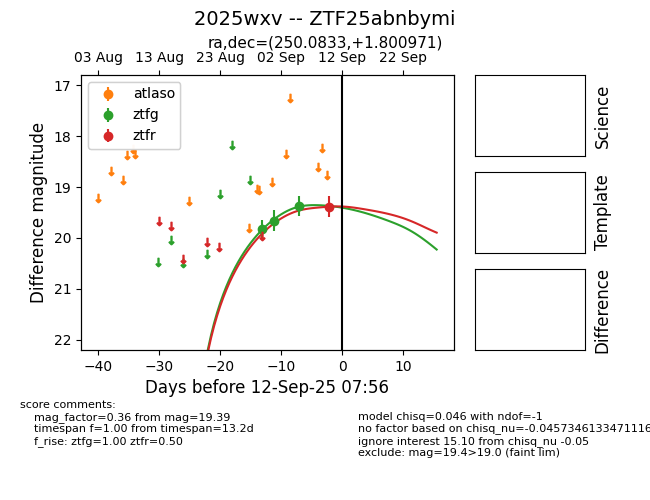 2025wxv -- ZTF25abnbymi
ra,dec=(250.0833,+1.800971)
03 Aug 13 Aug 23 Aug 02 Sep 12 Sep 22 Sep
atlaso
ztfg
ztfr
17
18
19
20
21
22
Difference magnitude
−40 −30 −20 −10 0 10
Days before 12-Sep-25 07:56
Science
Template
Difference
score comments:
mag_factor=0.36 from mag=19.39
timespan f=1.00 from timespan=13.2d
f_rise: ztfg=1.00 ztfr=0.50
model chisq=0.046 with ndof=-1
no factor based on chisq_nu=-0.0457346133471116
ignore interest 15.10 from chisq_nu -0.05
exclude: mag=19.4>19.0 (faint lim)